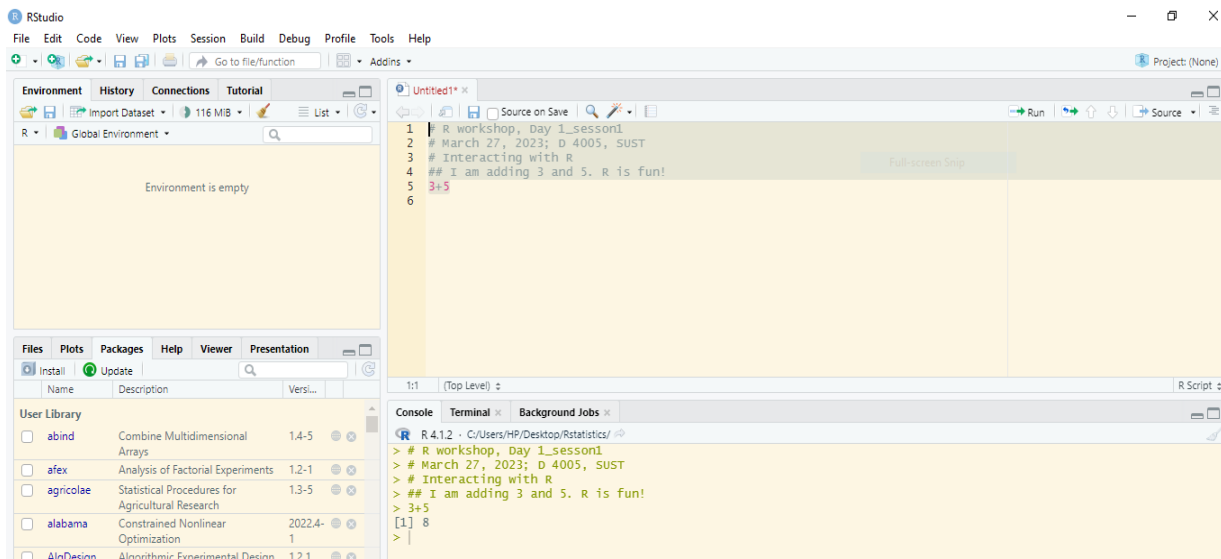 RStudio
File Edit Code View Plots Session Build Debug Profile Tools Help
Go to file/function Addins Project: (None)
Environment History Connections Tutorial
Import Dataset 116 MiB List
R Global Environment
Environment is empty
Untitled1*
Source on Save Run Source
1 # R workshop, Day 1_sesson1
2 # March 27, 2023; D 4005, SUST
3 # Interacting with R
4 ## I am adding 3 and 5. R is fun!
5 3+5
6
Full-screen Snip
1:1 (Top Level) R Script
Files Plots Packages Help Viewer Presentation
Install Update
Name Description Versi...
User Library
abind Combine Multidimensional 1.4-5
Arrays
afex Analysis of Factorial Experiments 1.2-1
agricolae Statistical Procedures for 1.3-5
Agricultural Research
alabama Constrained Nonlinear 2022.4-
Optimization 1
AlgDesign Algorithmic Experimental Design 1.2.1
Console Terminal Background Jobs
R 4.1.2 · C:/Users/HP/Desktop/Rstatistics/
> # R workshop, Day 1_sesson1
> # March 27, 2023; D 4005, SUST
> # Interacting with R
> ## I am adding 3 and 5. R is fun!
> 3+5
[1] 8
>